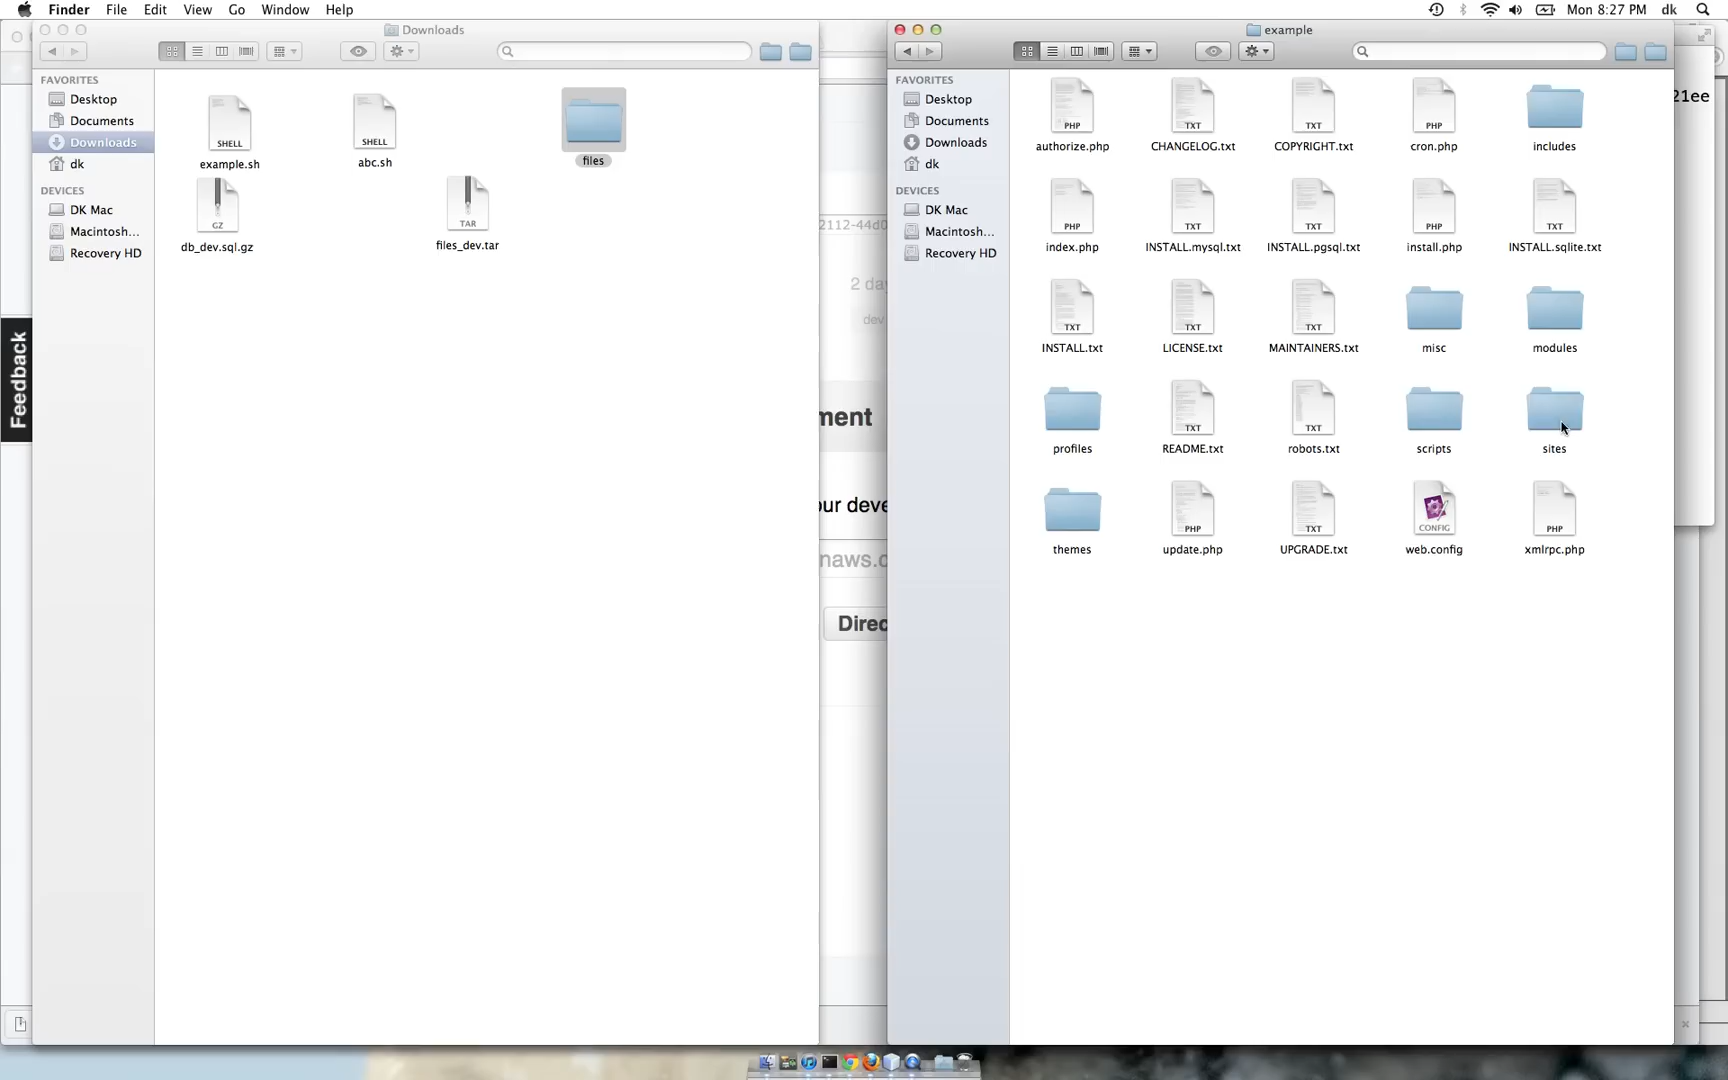 Finder File Edit View Go Window Help
Mon 8:27 PM dk
Downloads
FAVORITES
Desktop
Documents
Downloads
dk
DEVICES
DK Mac
Macintosh...
Recovery HD
SHELL
example.sh
SHELL
abc.sh
files
GZ
db_dev.sql.gz
TAR
files_dev.tar
Feedback
2112-44d0
2 day
dev
ment
our deve
naws.c
Direc
21ee
example
FAVORITES
Desktop
Documents
Downloads
dk
DEVICES
DK Mac
Macintosh...
Recovery HD
PHP TXT TXT PHP
authorize.php CHANGELOG.txt COPYRIGHT.txt cron.php includes
PHP TXT TXT PHP TXT
index.php INSTALL.mysql.txt INSTALL.pgsql.txt install.php INSTALL.sqlite.txt
TXT TXT TXT
INSTALL.txt LICENSE.txt MAINTAINERS.txt misc modules
TXT TXT
profiles README.txt robots.txt scripts sites
PHP TXT CONFIG PHP
themes update.php UPGRADE.txt web.config xmlrpc.php